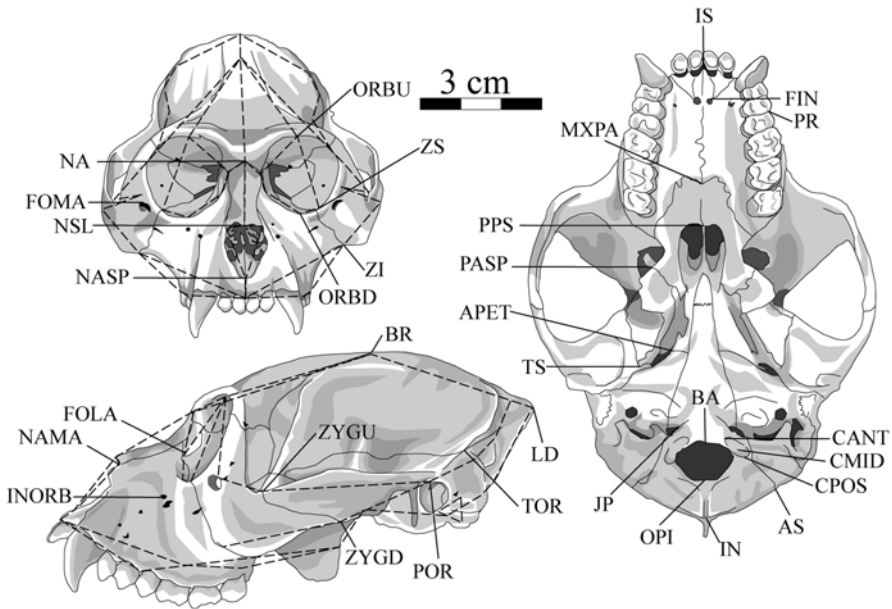 IS
3 cm
ORBU
NA
ZS
FOMA
NSL
NASP
ZI
ORBD
FIN
PR
MXPA
PPS
PASP
APET
TS
BA
CANT
CMID
CPOS
JP
AS
OPI
IN
BR
FOLA
NAMA
ZYGU
LD
INORB
TOR
ZYGD
POR